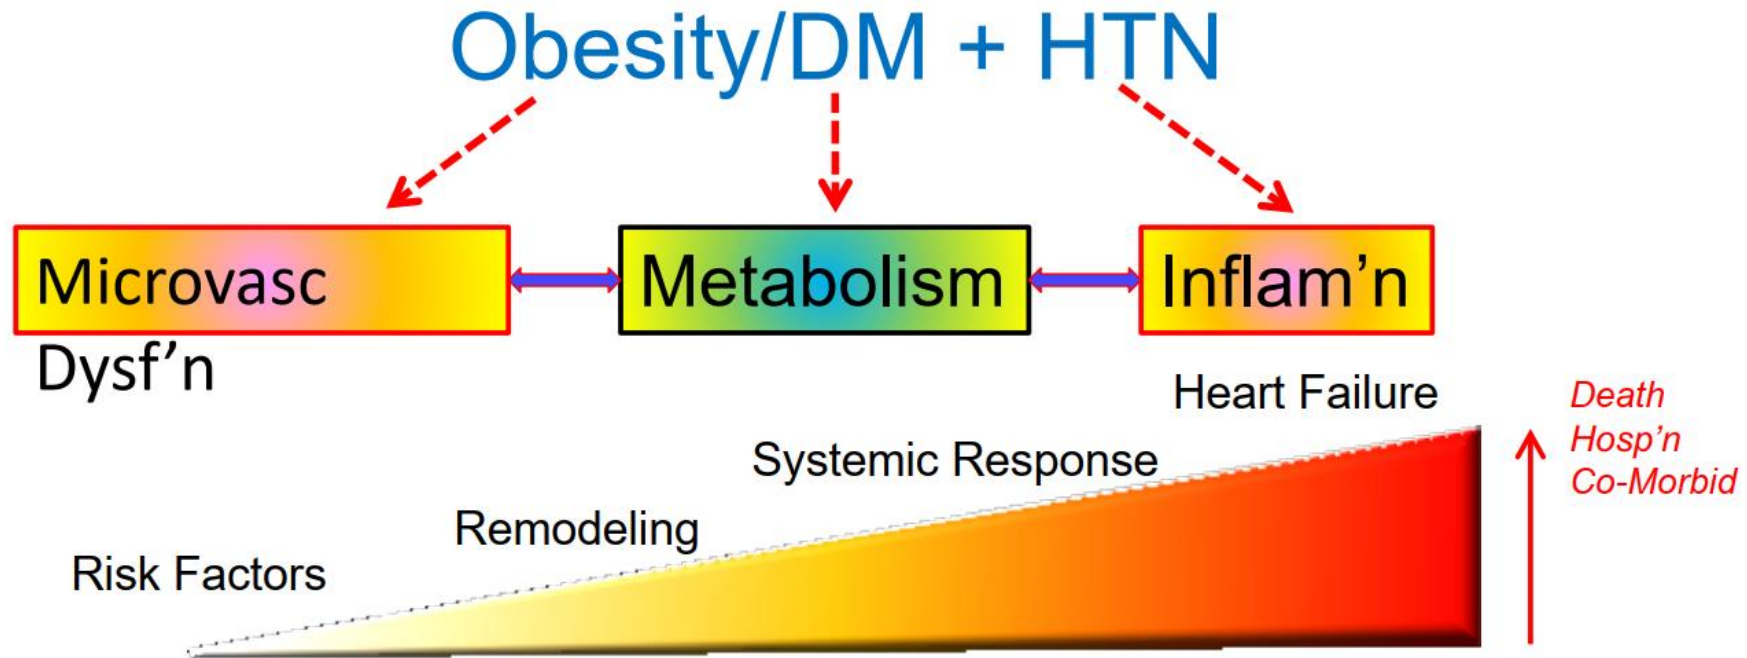 Obesity/DM + HTN
Microvasc
Dysf’n
Metabolism
Inflam’n
Heart Failure
Systemic Response
Remodeling
Risk Factors
Death
Hosp’n
Co-Morbid